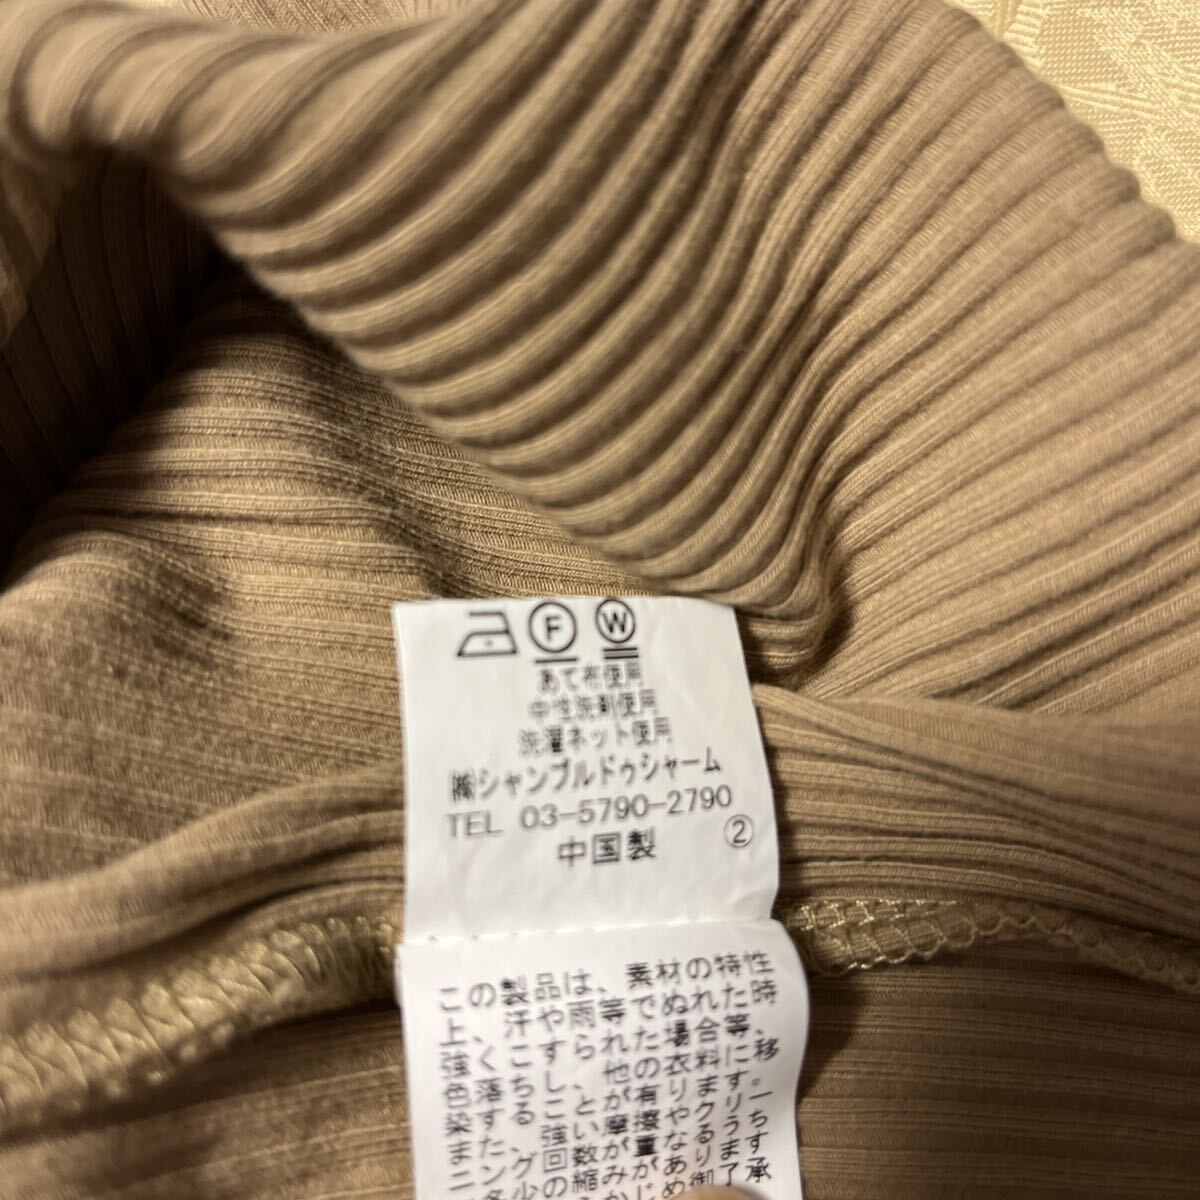 F W
あて布使用
中性洗剤使用
洗濯ネット使用
㈱シャンブルドゥシャーム
TEL 03-5790-2790
中国製 ②
この製品は、素材の特性
上、汗や雨等でぬれた時、
強くこすられた場合等、
色落ちし、他の衣料に移
染することが有ります。
また、強い摩擦やクリー
ニング回数が重なるうち